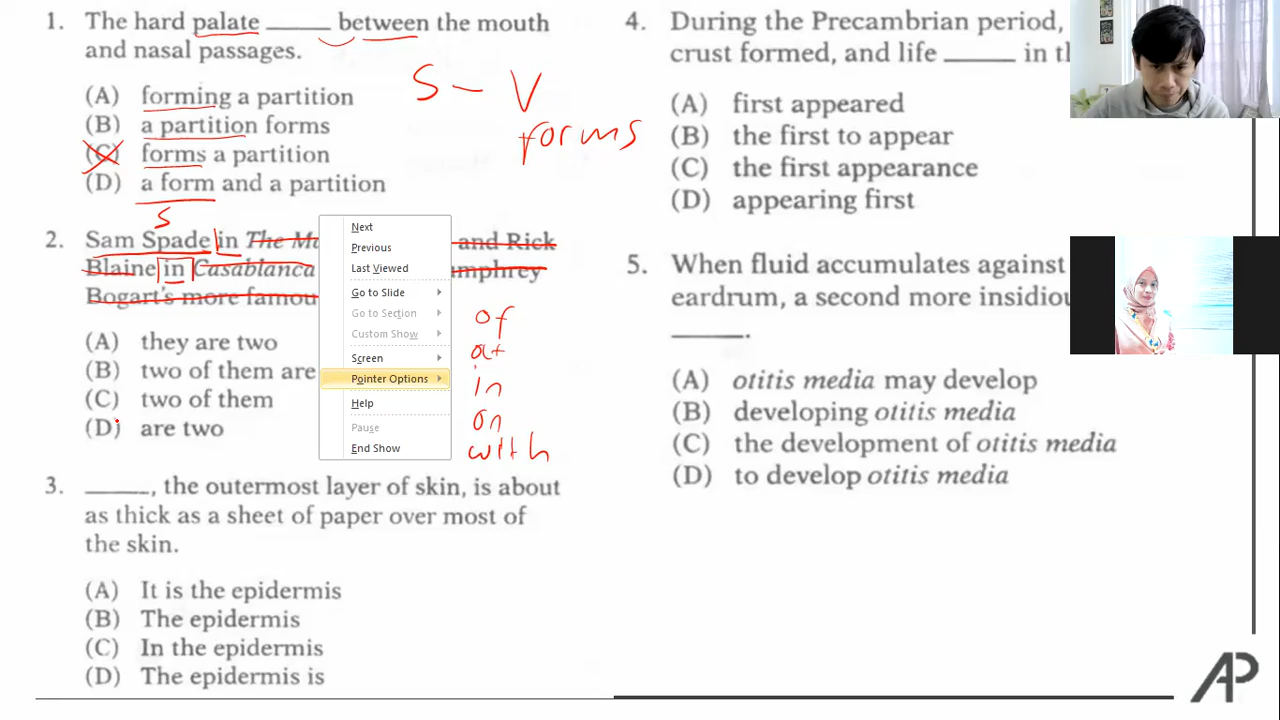 1. The hard palate _____ between the mouth
and nasal passages.
(A) forming a partition
(B) a partition forms
(C) forms a partition
(D) a form and a partition
S – V
forms
S
2. Sam Spade in The and Rick
Blaine in Casablanca
Bogart's more
(A) they are two
(B) two of them are
(C) two of them
(D) are two
Next
Previous
Last Viewed
Go to Slide
Go to Section
Custom Show
Screen
Pointer Options
Help
Pause
End Show
of
at
in
on
with
3. _____, the outermost layer of skin, is about
as thick as a sheet of paper over most of
the skin.
(A) It is the epidermis
(B) The epidermis
(C) In the epidermis
(D) The epidermis is
4. During the Precambrian period,
crust formed, and life _____ in
(A) first appeared
(B) the first to appear
(C) the first appearance
(D) appearing first
5. When fluid accumulates against
eardrum, a second more
_____.
(A) otitis media may develop
(B) developing otitis media
(C) the development of otitis media
(D) to develop otitis media
AP